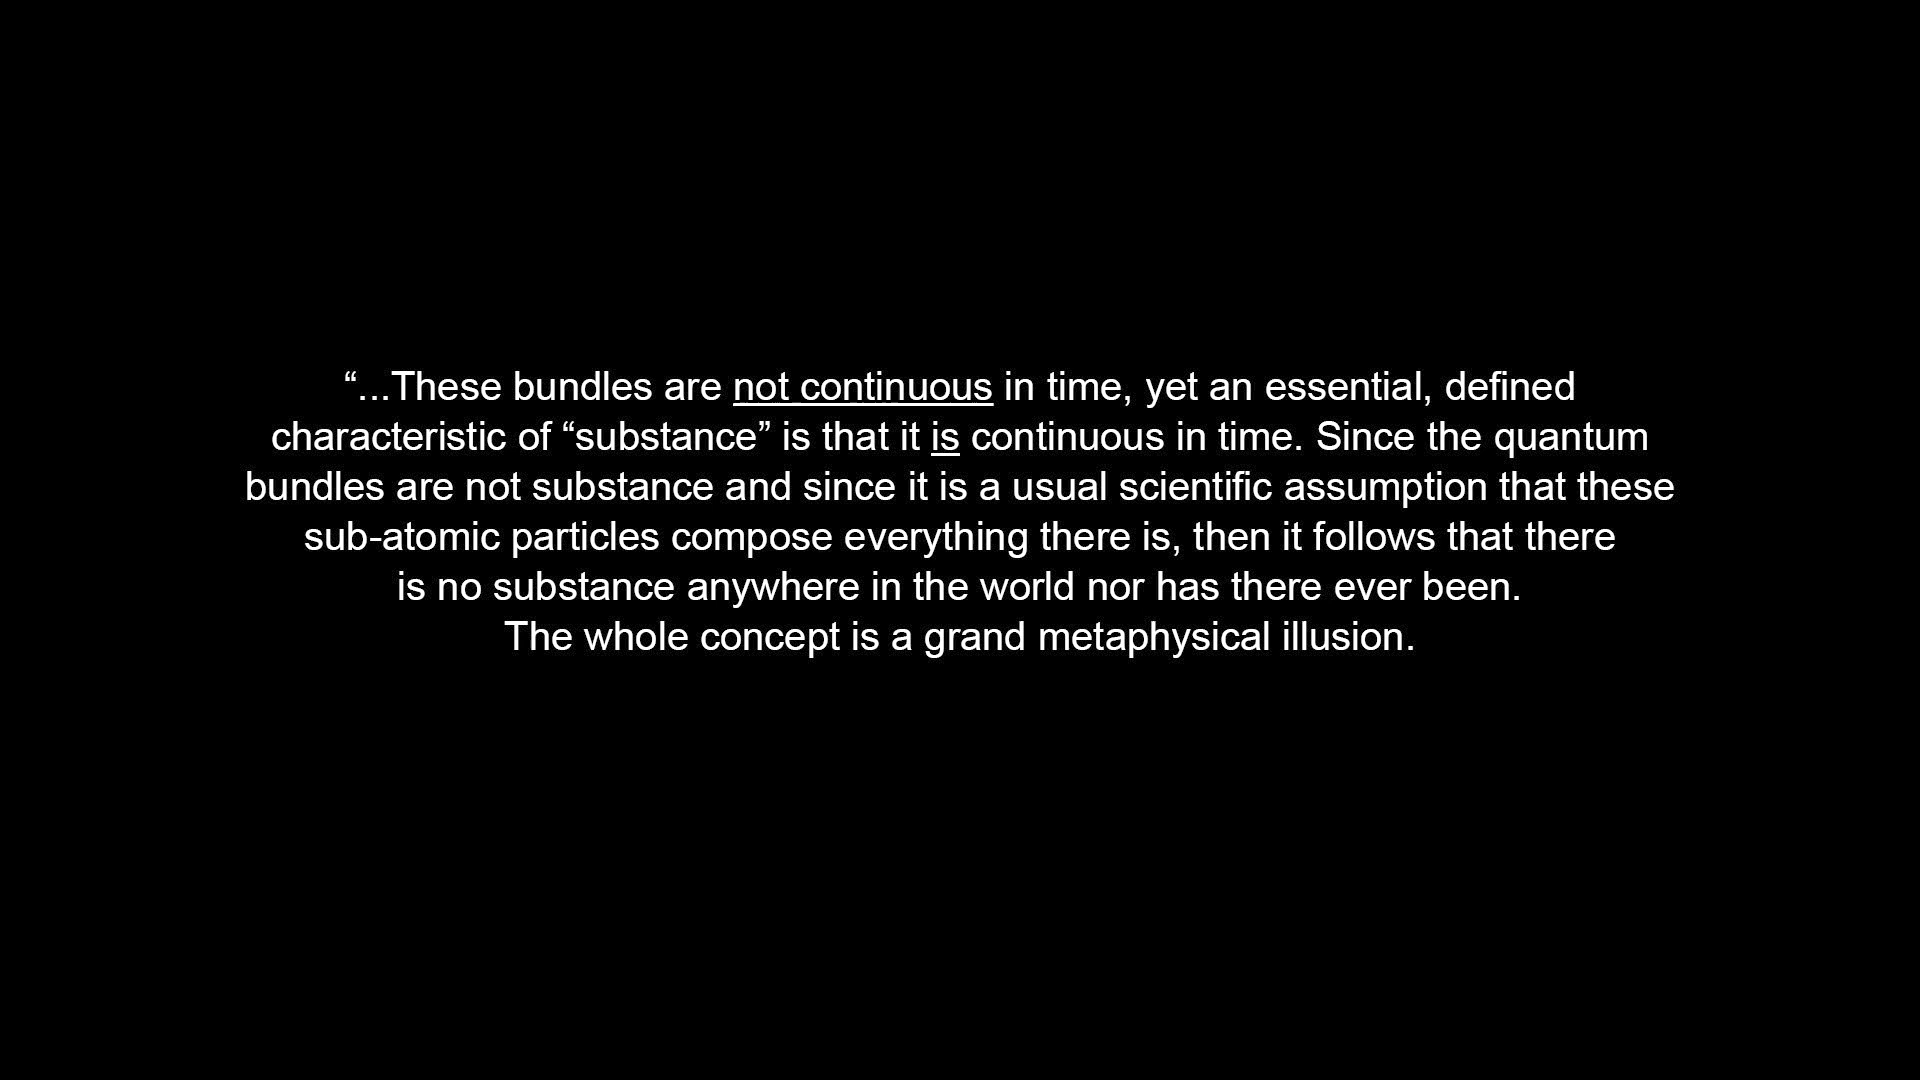 “...These bundles are not continuous in time, yet an essential, defined
characteristic of “substance” is that it is continuous in time. Since the quantum
bundles are not substance and since it is a usual scientific assumption that these
sub-atomic particles compose everything there is, then it follows that there
is no substance anywhere in the world nor has there ever been.
The whole concept is a grand metaphysical illusion.